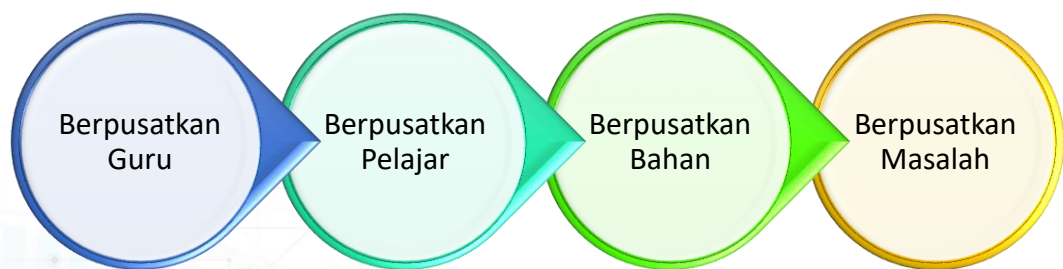 Berpusatkan
Guru
Berpusatkan
Pelajar
Berpusatkan
Bahan
Berpusatkan
Masalah